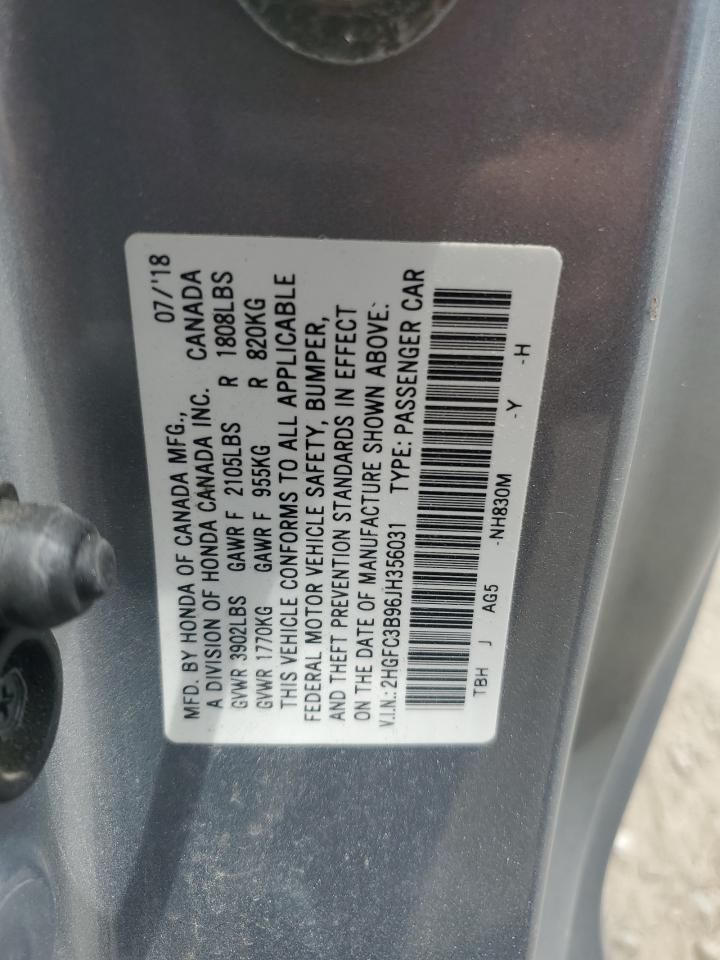 MFD. BY HONDA OF CANADA MFG., 07/'18
A DIVISION OF HONDA CANADA INC. CANADA
GVWR 3902LBS GAWR F 2105LBS R 1808LBS
GVWR 1770KG GAWR F 955KG R 820KG
THIS VEHICLE CONFORMS TO ALL APPLICABLE
FEDERAL MOTOR VEHICLE SAFETY, BUMPER,
AND THEFT PREVENTION STANDARDS IN EFFECT
ON THE DATE OF MANUFACTURE SHOWN ABOVE.
V.I.N.: 2HGFC3B96JH356031 TYPE: PASSENGER CAR
TBH J AG5 -NH830M -Y -H